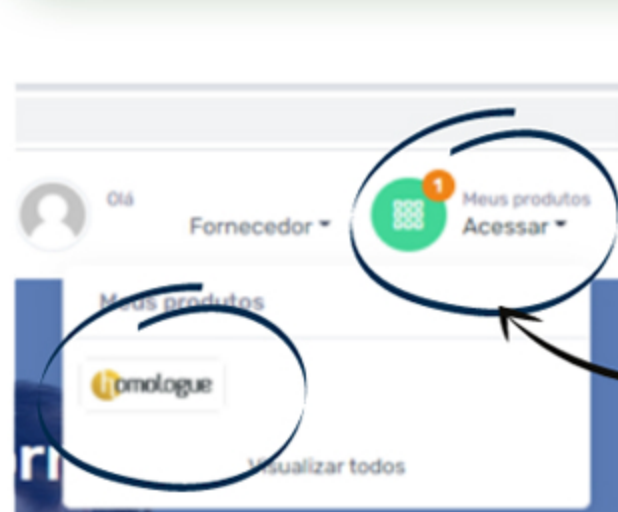 1
Olá
Meus produtos
Fornecedor
Acessar
Meus produtos
homologue
Visualizar todos